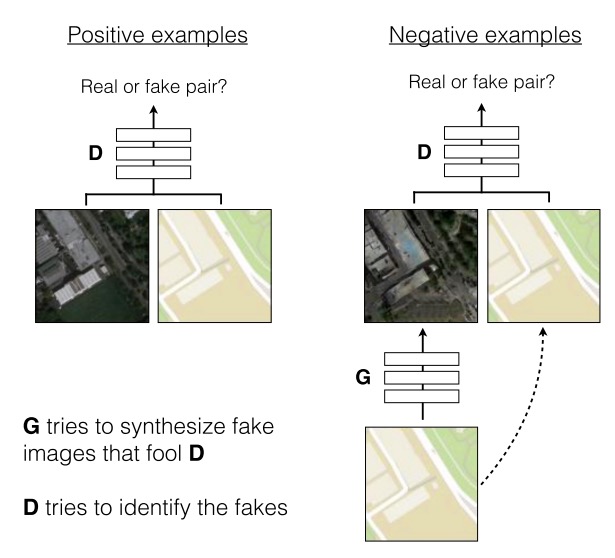 Positive examples
Negative examples
Real or fake pair?
Real or fake pair?
D
D
G
G tries to synthesize fake
images that fool D
D tries to identify the fakes